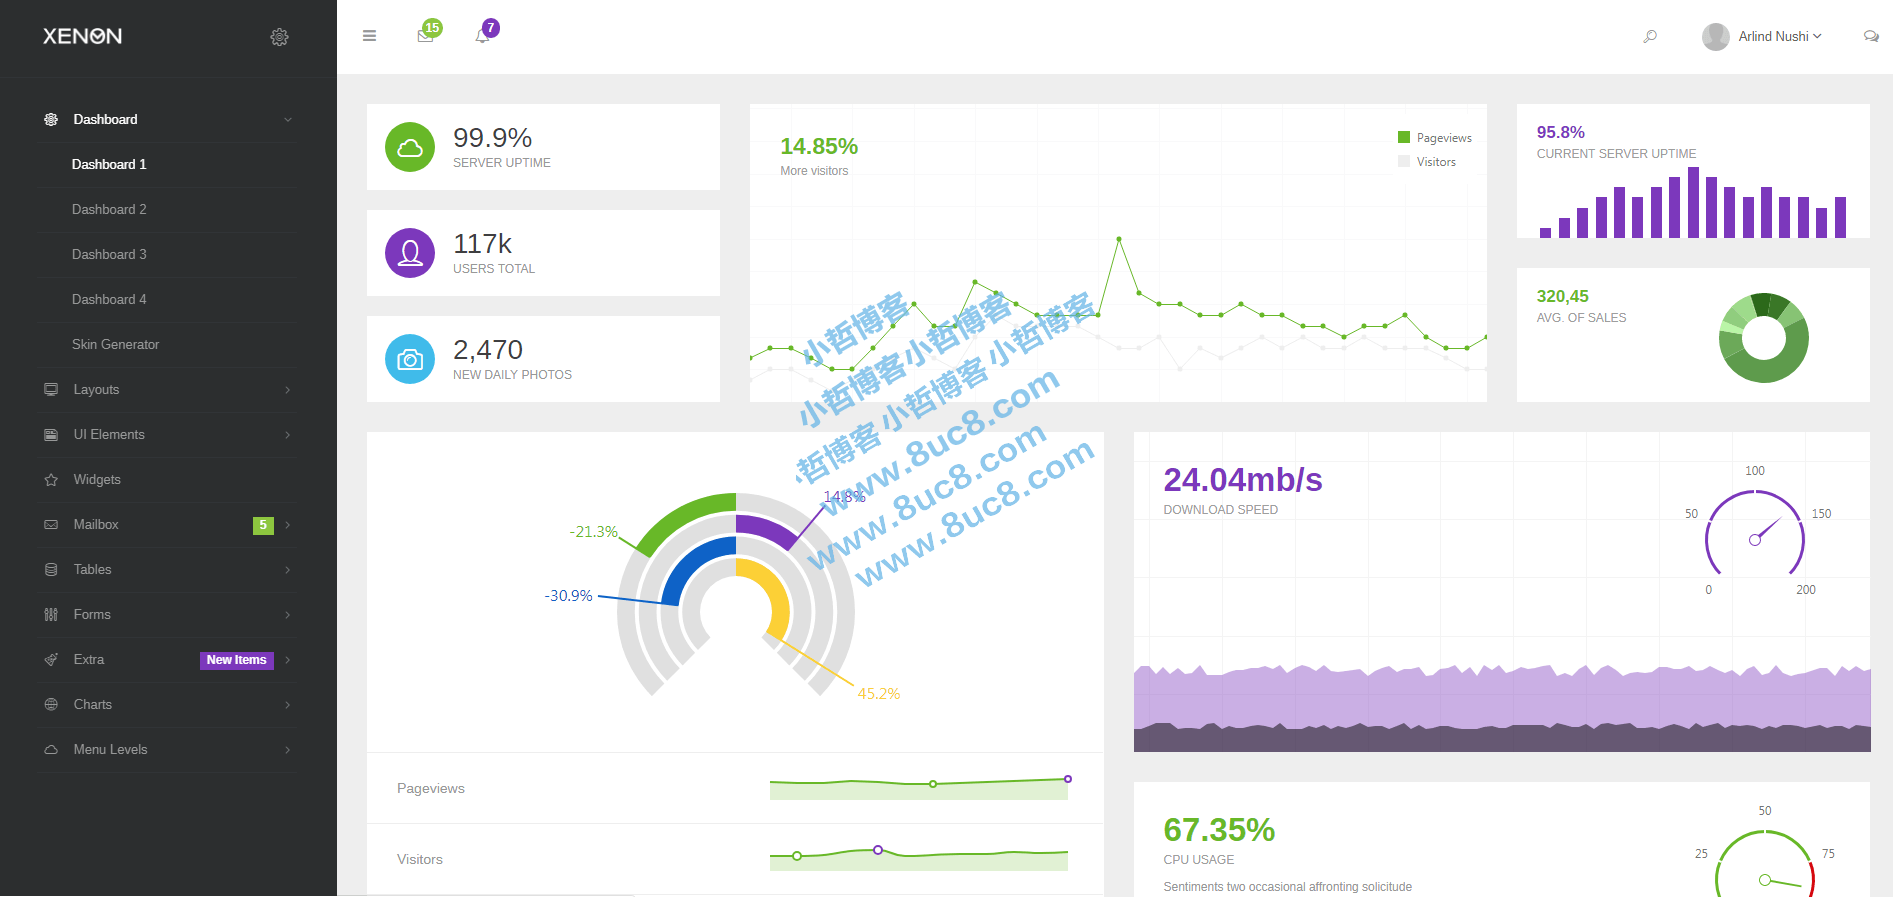 XENON
15
7
Arlind Nushi
Dashboard
Dashboard 1
Dashboard 2
Dashboard 3
Dashboard 4
Skin Generator
Layouts
UI Elements
Widgets
Mailbox 5
Tables
Forms
Extra New Items
Charts
Menu Levels
99.9%
SERVER UPTIME
117k
USERS TOTAL
2,470
NEW DAILY PHOTOS
14.85%
More visitors
Pageviews
Visitors
95.8%
CURRENT SERVER UPTIME
320,45
AVG. OF SALES
小哲博客
小哲博客小哲博客
哲博客小哲博客小哲博客
www.8uc8.com
www.8uc8.com
www.8uc8.com
14.8%
-21.3%
-30.9%
45.2%
Pageviews
Visitors
24.04mb/s
DOWNLOAD SPEED
100
50
150
0
200
67.35%
CPU USAGE
Sentiments two occasional affronting solicitude
50
25
75